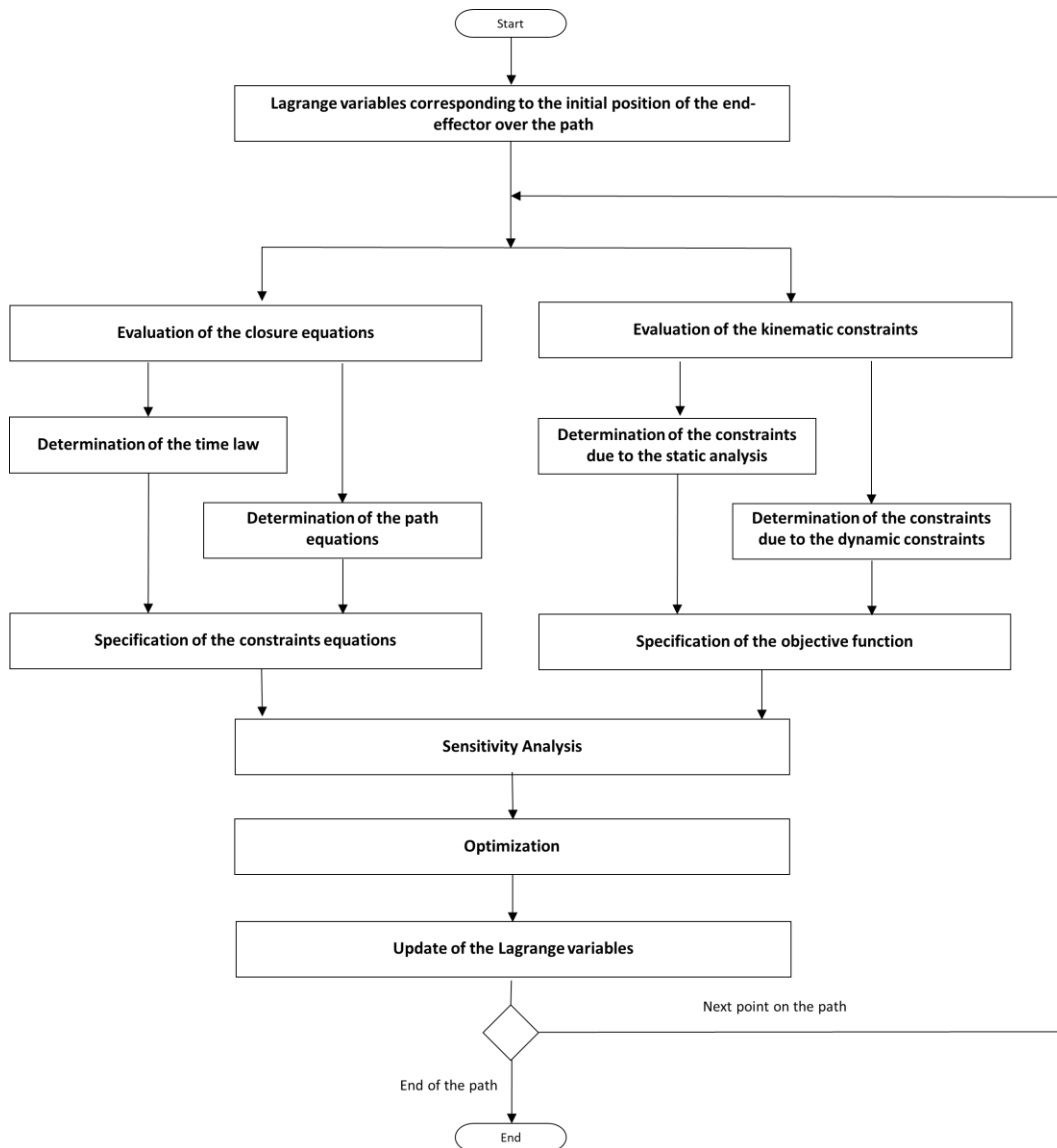 Start
Lagrange variables corresponding to the initial position of the end-
effector over the path
Evaluation of the closure equations
Evaluation of the kinematic constraints
Determination of the time law
Determination of the constraints
due to the static analysis
Determination of the path
equations
Determination of the constraints
due to the dynamic constraints
Specification of the constraints equations
Specification of the objective function
Sensitivity Analysis
Optimization
Update of the Lagrange variables
Next point on the path
End of the path
End